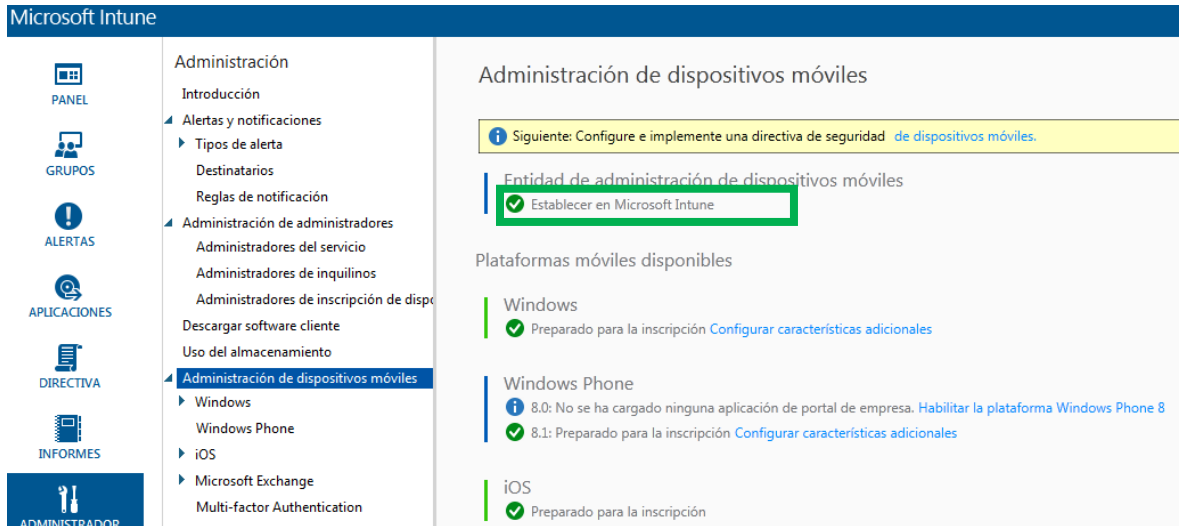 Microsoft Intune
PANEL
GRUPOS
ALERTAS
APLICACIONES
DIRECTIVA
INFORMES
ADMINISTRADOR
Administración
Introducción
Alertas y notificaciones
Tipos de alerta
Destinatarios
Reglas de notificación
Administración de administradores
Administradores del servicio
Administradores de inquilinos
Administradores de inscripción de dispo
Descargar software cliente
Uso del almacenamiento
Administración de dispositivos móviles
Windows
Windows Phone
iOS
Microsoft Exchange
Multi-factor Authentication
Administración de dispositivos móviles
Siguiente: Configure e implemente una directiva de seguridad de dispositivos móviles.
Entidad de administración de dispositivos móviles
Establecer en Microsoft Intune
Plataformas móviles disponibles
Windows
Preparado para la inscripción Configurar características adicionales
Windows Phone
8.0: No se ha cargado ninguna aplicación de portal de empresa. Habilitar la plataforma Windows Phone 8
8.1: Preparado para la inscripción Configurar características adicionales
iOS
Preparado para la inscripción